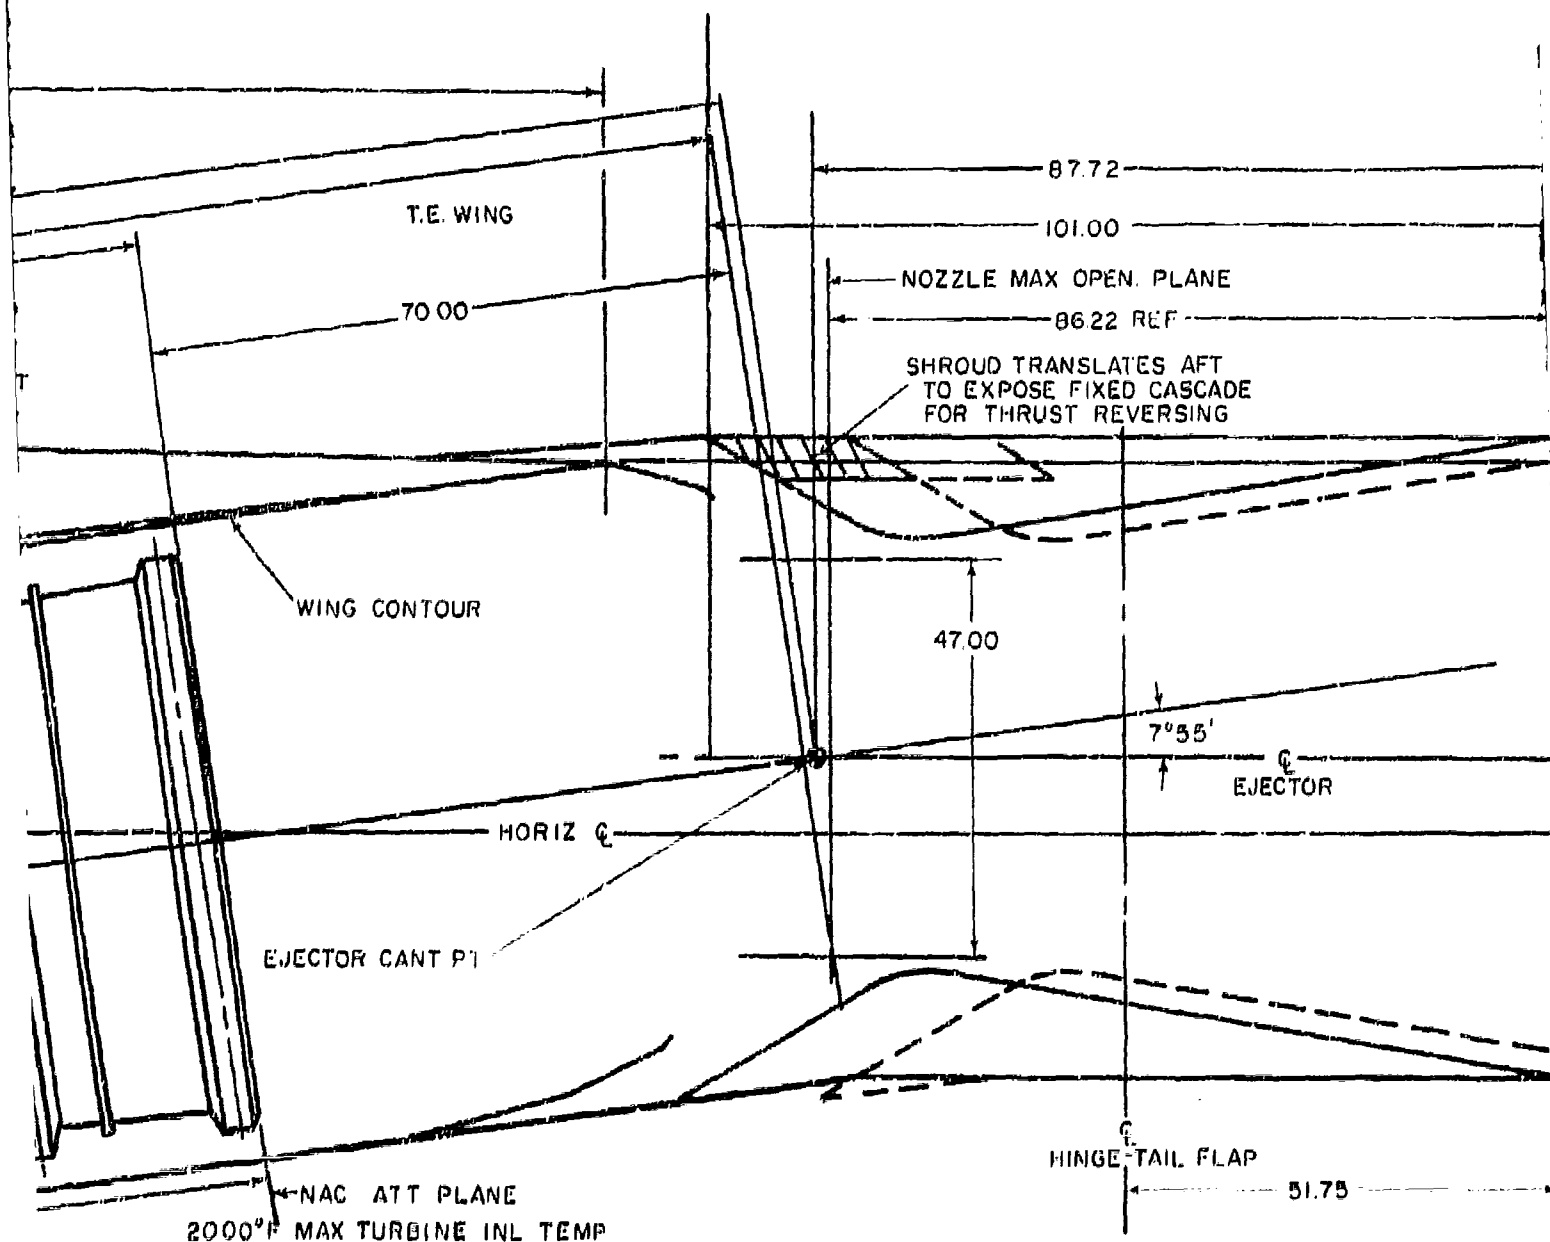 87.72
T.E. WING
101.00
NOZZLE MAX OPEN. PLANE
70.00
86.22 REF
SHROUD TRANSLATES AFT
TO EXPOSE FIXED CASCADE
FOR THRUST REVERSING
T
WING CONTOUR
47.00
7°55'
℄
EJECTOR
HORIZ ℄
EJECTOR CANT PT
℄
HINGE-TAIL FLAP
51.75
NAC ATT PLANE
2000°F MAX TURBINE INL TEMP